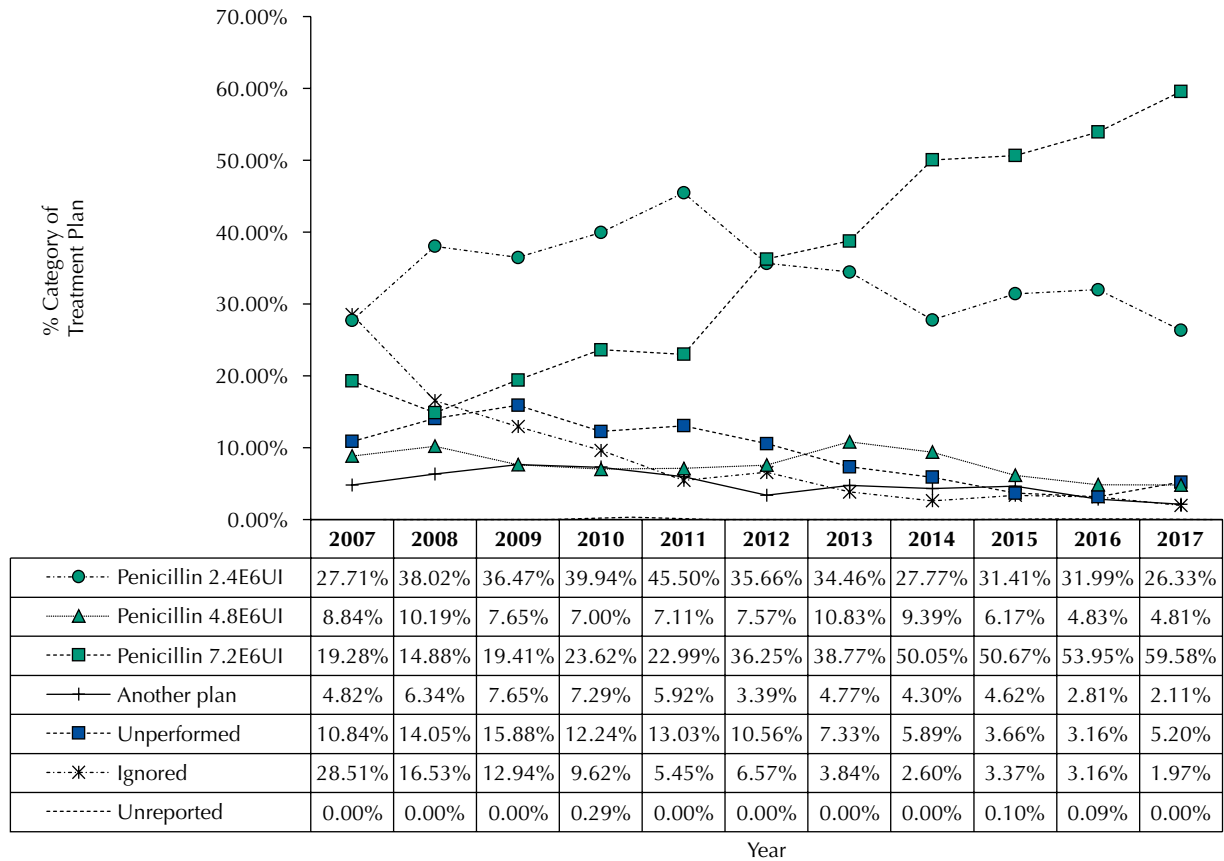 70.00%
60.00%
50.00%
40.00%
30.00%
20.00%
10.00%
0.00%
% Category of
Treatment Plan
2007 2008 2009 2010 2011 2012 2013 2014 2015 2016 2017
Penicillin 2.4E6UI 27.71% 38.02% 36.47% 39.94% 45.50% 35.66% 34.46% 27.77% 31.41% 31.99% 26.33%
Penicillin 4.8E6UI 8.84% 10.19% 7.65% 7.00% 7.11% 7.57% 10.83% 9.39% 6.17% 4.83% 4.81%
Penicillin 7.2E6UI 19.28% 14.88% 19.41% 23.62% 22.99% 36.25% 38.77% 50.05% 50.67% 53.95% 59.58%
Another plan 4.82% 6.34% 7.65% 7.29% 5.92% 3.39% 4.77% 4.30% 4.62% 2.81% 2.11%
Unperformed 10.84% 14.05% 15.88% 12.24% 13.03% 10.56% 7.33% 5.89% 3.66% 3.16% 5.20%
Ignored 28.51% 16.53% 12.94% 9.62% 5.45% 6.57% 3.84% 2.60% 3.37% 3.16% 1.97%
Unreported 0.00% 0.00% 0.00% 0.29% 0.00% 0.00% 0.00% 0.00% 0.10% 0.09% 0.00%
Year